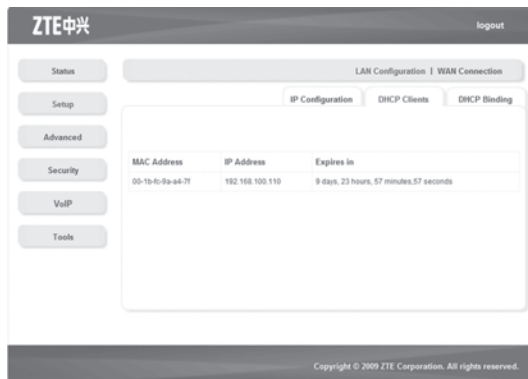 ZTE中兴
logout
Status
LAN Configuration | WAN Connection
Setup
IP Configuration
DHCP Clients
DHCP Binding
Advanced
Security
VoIP
Tools
MAC Address IP Address Expires in
00-1b-fc-9a-a4-7f 192.168.100.110 9 days, 23 hours, 57 minutes,57 seconds
Copyright © 2009 ZTE Corporation. All rights reserved.